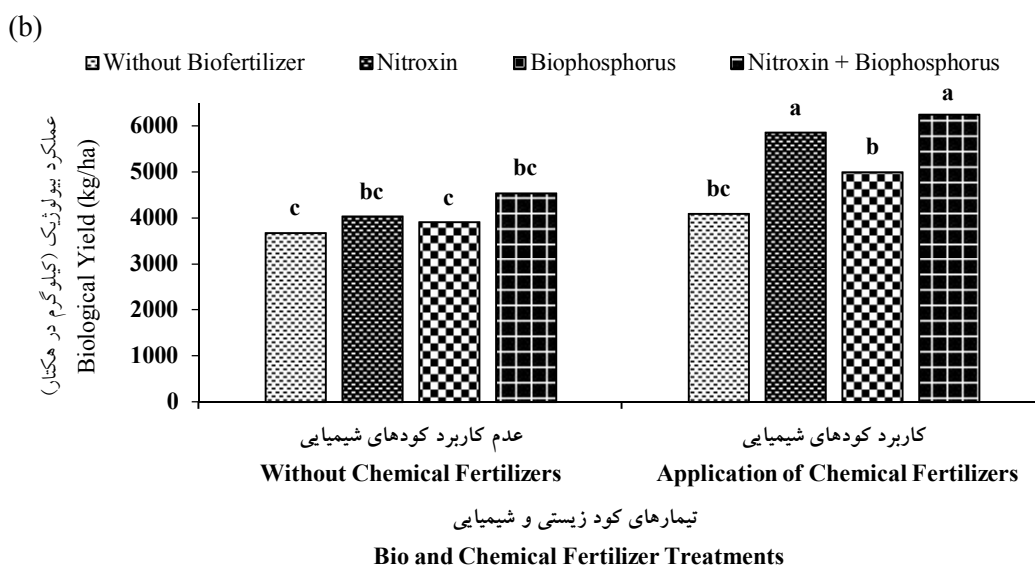 (b)
Without Biofertilizer Nitroxin Biophosphorus Nitroxin + Biophosphorus
عملکرد بیولوژیک (کیلوگرم در هکتار)
Biological Yield (kg/ha)
6000
5000
4000
3000
2000
1000
0
c bc c bc bc a b a
عدم کاربرد کودهای شیمیایی کاربرد کودهای شیمیایی
Without Chemical Fertilizers Application of Chemical Fertilizers
تیمارهای کود زیستی و شیمیایی
Bio and Chemical Fertilizer Treatments